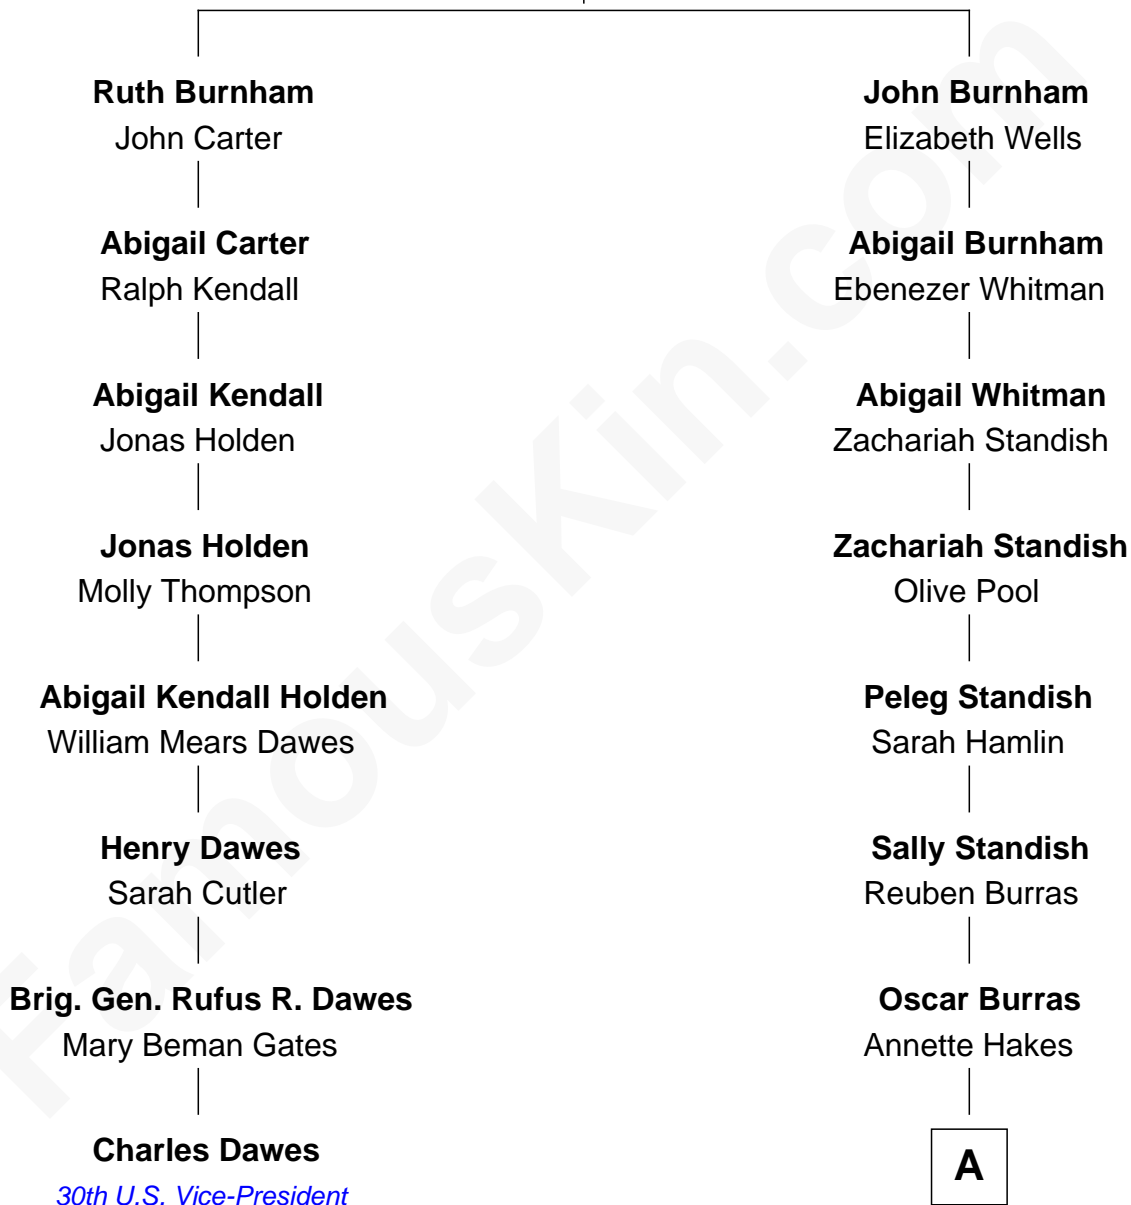 Ruth Burnham
John Carter
John Burnham
Elizabeth Wells
Abigail Carter
Ralph Kendall
Abigail Burnham
Ebenezer Whitman
Abigail Kendall
Jonas Holden
Abigail Whitman
Zachariah Standish
Jonas Holden
Molly Thompson
Zachariah Standish
Olive Pool
Abigail Kendall Holden
William Mears Dawes
Peleg Standish
Sarah Hamlin
Henry Dawes
Sarah Cutler
Sally Standish
Reuben Burras
Brig. Gen. Rufus R. Dawes
Mary Beman Gates
Oscar Burras
Annette Hakes
Charles Dawes
30th U.S. Vice-President
A
FamousKin.com